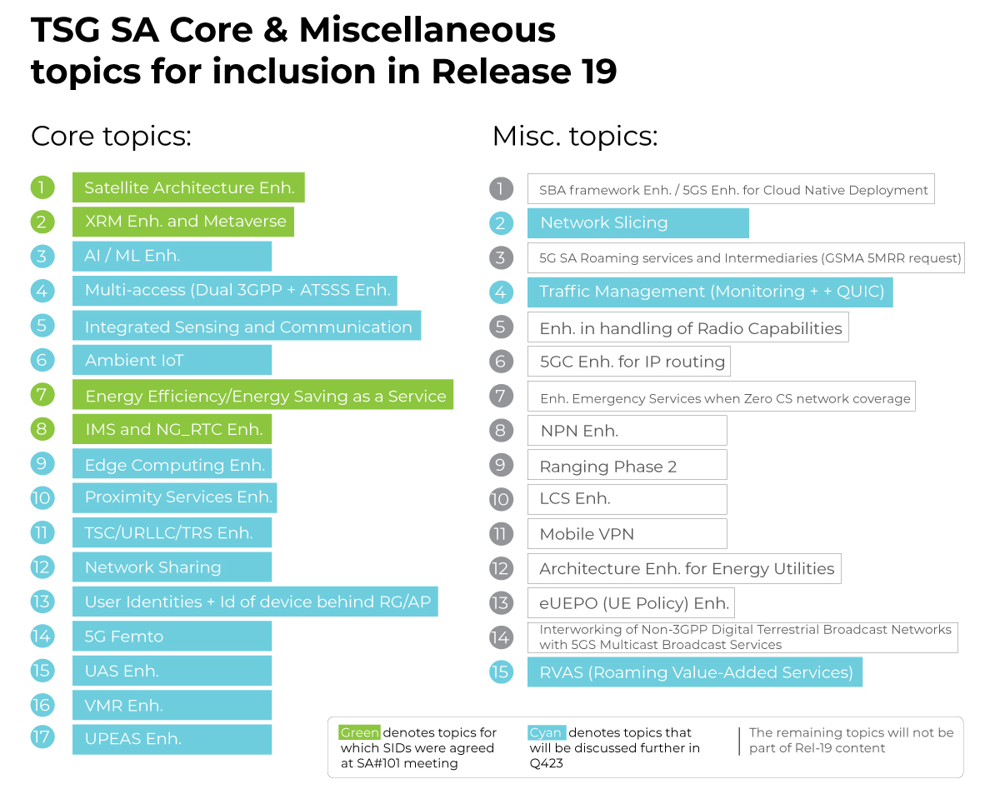 TSG SA Core & Miscellaneous
topics for inclusion in Release 19
Core topics:
1 Satellite Architecture Enh.
2 XRM Enh. and Metaverse
3 AI / ML Enh.
4 Multi-access (Dual 3GPP + ATSSS Enh.
5 Integrated Sensing and Communication
6 Ambient IoT
7 Energy Efficiency/Energy Saving as a Service
8 IMS and NG_RTC Enh.
9 Edge Computing Enh.
10 Proximity Services Enh.
11 TSC/URLLC/TRS Enh.
12 Network Sharing
13 User Identities + Id of device behind RG/AP
14 5G Femto
15 UAS Enh.
16 VMR Enh.
17 UPEAS Enh.
Misc. topics:
1 SBA framework Enh. / 5GS Enh. for Cloud Native Deployment
2 Network Slicing
3 5G SA Roaming services and Intermediaries (GSMA 5MRR request)
4 Traffic Management (Monitoring + + QUIC)
5 Enh. in handling of Radio Capabilities
6 5GC Enh. for IP routing
7 Enh. Emergency Services when Zero CS network coverage
8 NPN Enh.
9 Ranging Phase 2
10 LCS Enh.
11 Mobile VPN
12 Architecture Enh. for Energy Utilities
13 eUEPO (UE Policy) Enh.
14 Interworking of Non-3GPP Digital Terrestrial Broadcast Networks
with 5GS Multicast Broadcast Services
15 RVAS (Roaming Value-Added Services)
Green denotes topics for
which SIDs were agreed
at SA#101 meeting
Cyan denotes topics that
will be discussed further in
Q423
The remaining topics will not be
part of Rel-19 content